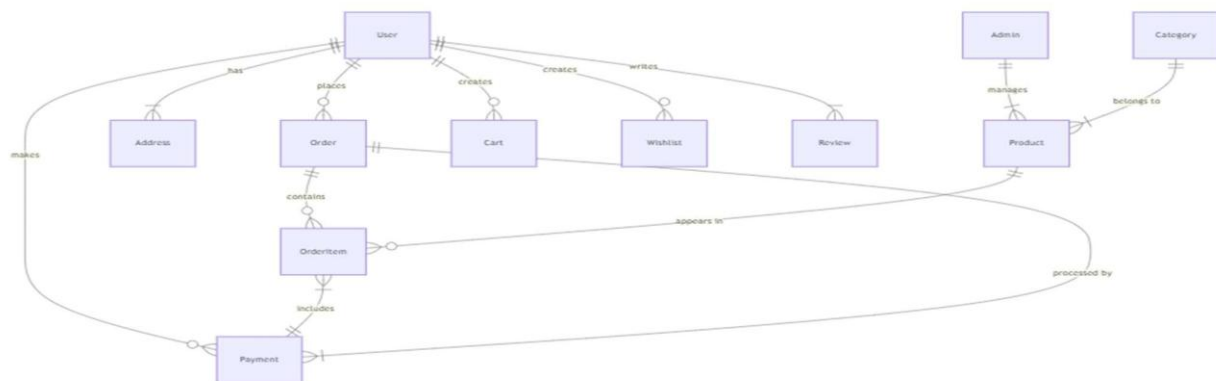 User
Admin
Category
has
places
creates
creates
writes
manages
belongs to
Address
Order
Cart
Wishlist
Review
Product
makes
contains
appears in
OrderItem
processed by
includes
Payment